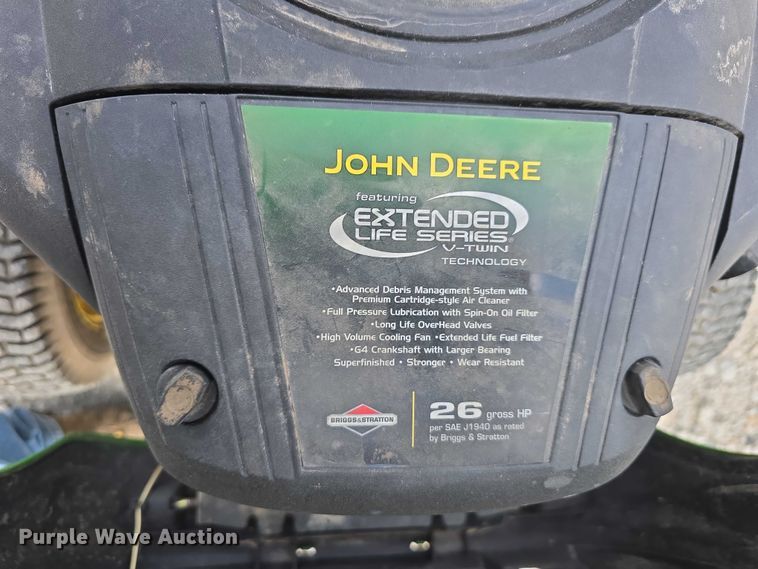 JOHN DEERE
featuring
EXTENDED
LIFE SERIES®
V-TWIN
TECHNOLOGY
•Advanced Debris Management System with
Premium Cartridge-style Air Cleaner
•Full Pressure Lubrication with Spin-On Oil Filter
•Long Life OverHead Valves
•High Volume Cooling Fan •Extended Life Fuel Filter
•G4 Crankshaft with Larger Bearing
Superfinished • Stronger • Wear Resistant
BRIGGS&STRATTON
26 gross HP
per SAE J1940 as rated
by Briggs & Stratton
Purple Wave Auction